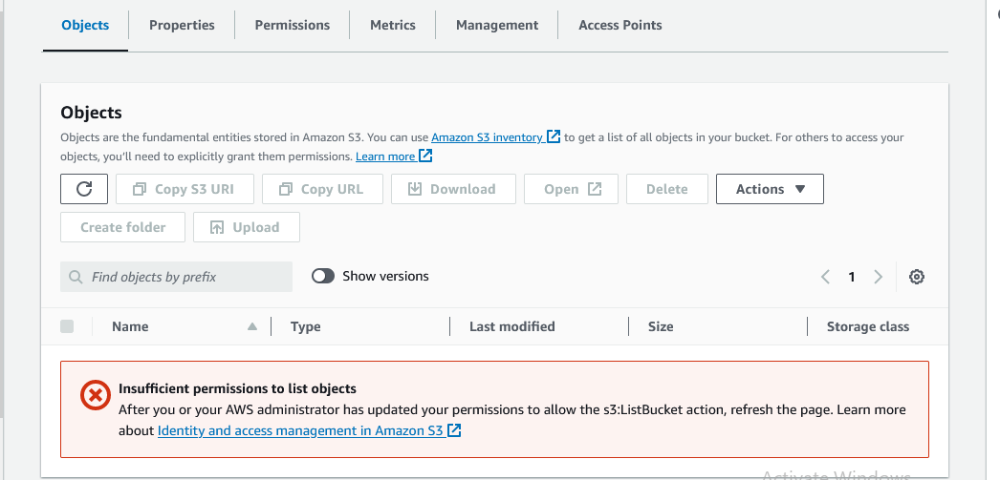 Objects Properties Permissions Metrics Management Access Points
Objects
Objects are the fundamental entities stored in Amazon S3. You can use Amazon S3 inventory to get a list of all objects in your bucket. For others to access your
objects, you'll need to explicitly grant them permissions. Learn more
Copy S3 URI Copy URL Download Open Delete Actions
Create folder Upload
Find objects by prefix Show versions 1
Name Type Last modified Size Storage class
Insufficient permissions to list objects
After you or your AWS administrator has updated your permissions to allow the s3:ListBucket action, refresh the page. Learn more
about Identity and access management in Amazon S3
Activate Windows